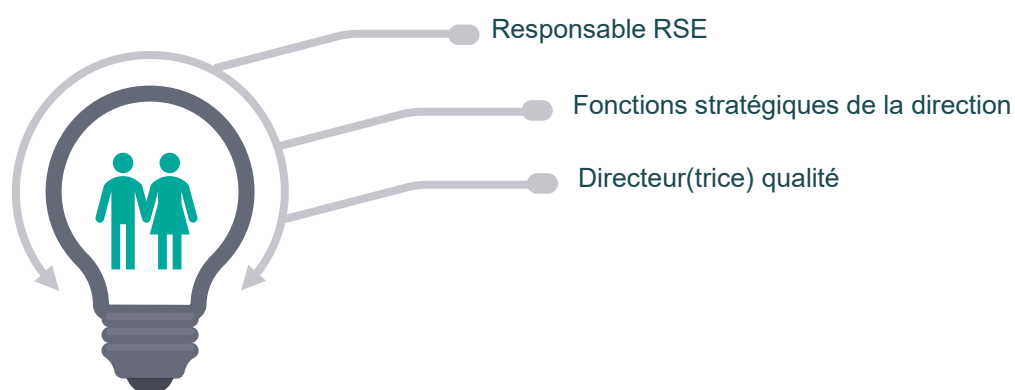 Responsable RSE
Fonctions stratégiques de la direction
Directeur(trice) qualité